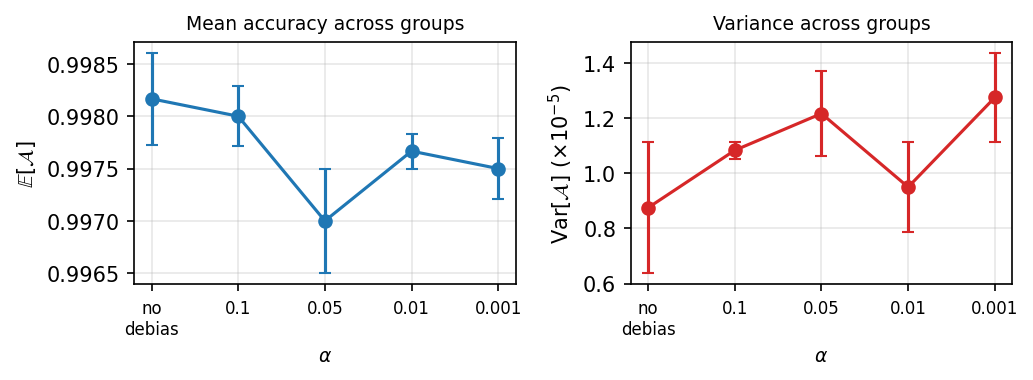 Mean accuracy across groups
𝔼[𝒜]
0.9985
0.9980
0.9975
0.9970
0.9965
no
debias
0.1
0.05
0.01
0.001
α
Variance across groups
Var[𝒜] (×10⁻⁵)
1.4
1.2
1.0
0.8
0.6
no
debias
0.1
0.05
0.01
0.001
α